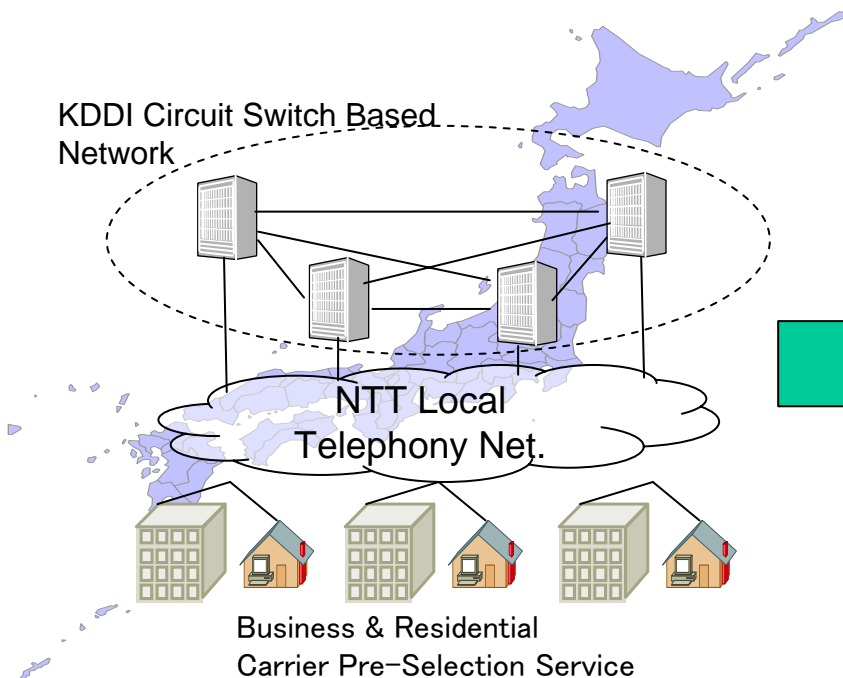 KDDI Circuit Switch Based
Network
NTT Local
Telephony Net.
Business & Residential
Carrier Pre-Selection Service